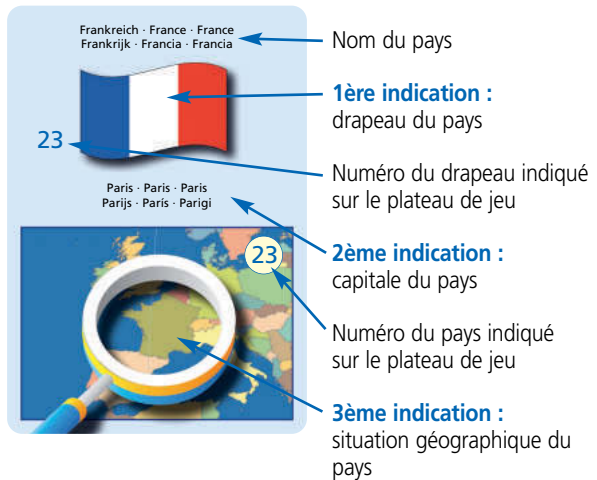 Frankreich · France · France
Frankrijk · Francia · Francia
Nom du pays
1ère indication :
drapeau du pays
23
Numéro du drapeau indiqué
sur le plateau de jeu
Paris · Paris · Paris
Parijs · París · Parigi
2ème indication :
capitale du pays
23
Numéro du pays indiqué
sur le plateau de jeu
3ème indication :
situation géographique du
pays